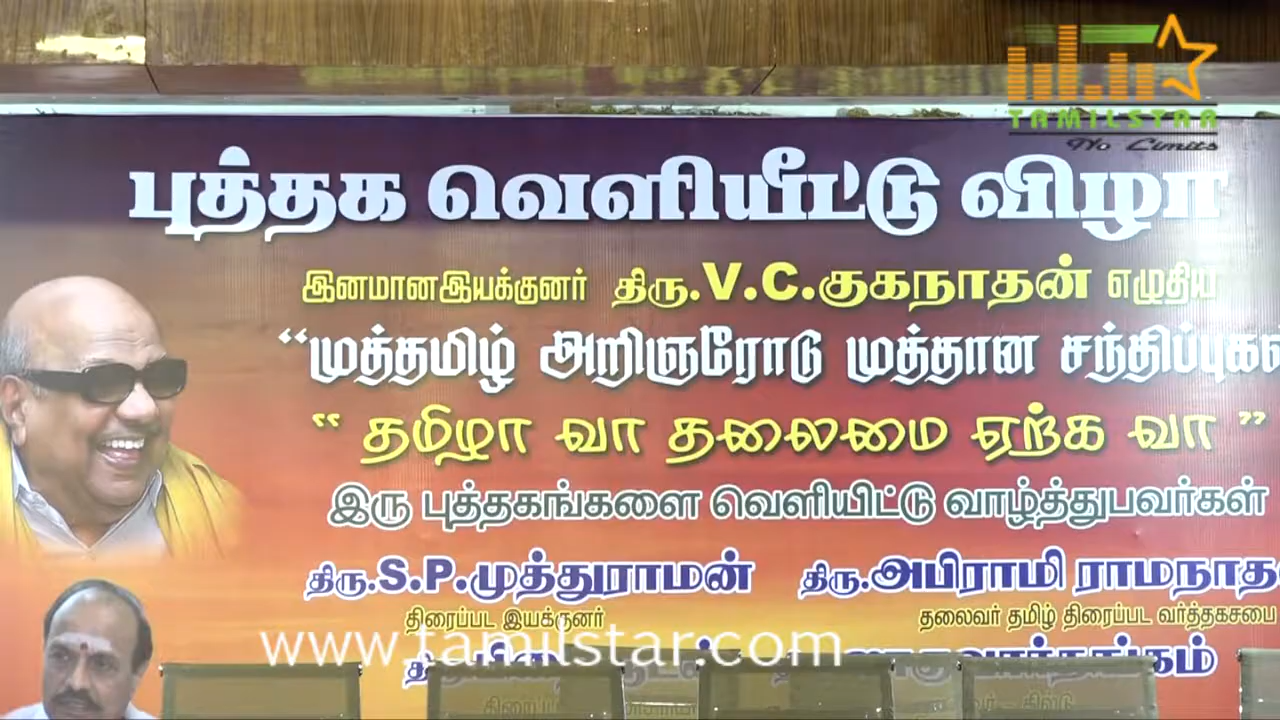 TAMILSTAR
No Limits
புத்தக வெளியீட்டு விழா
இனமானஇயக்குனர் திரு.V.C.குகநாதன் எழுதிய
“முத்தமிழ் அறிஞரோடு முத்தான சந்திப்புகள்
“ தமிழா வா தலைமை ஏற்க வா ”
இரு புத்தகங்களை வெளியிட்டு வாழ்த்துபவர்கள்
திரு.S.P.முத்துராமன் திரு.அபிராமி ராமநாத
திரைப்பட இயக்குனர் தலைவர் தமிழ் திரைப்பட வர்த்தகசபை
www.tamilstar.com